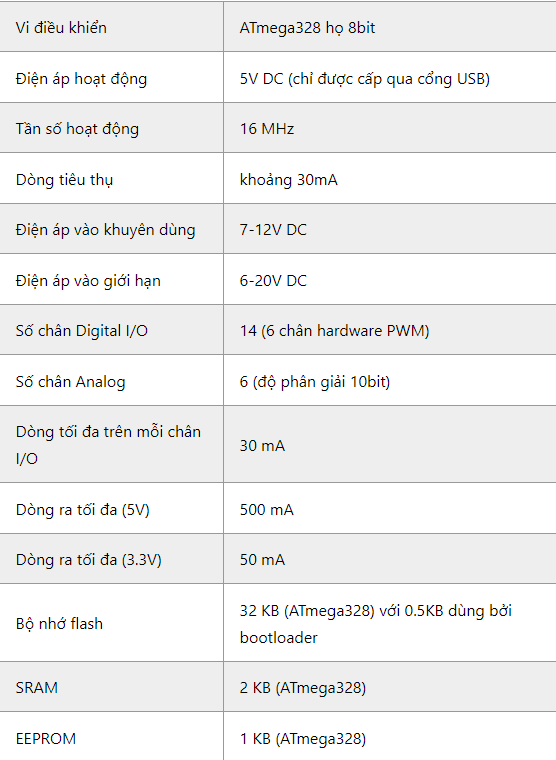 Vi điều khiển
ATmega328 họ 8bit
Điện áp hoạt động
5V DC (chỉ được cấp qua cổng USB)
Tần số hoạt động
16 MHz
Dòng tiêu thụ
khoảng 30mA
Điện áp vào khuyên dùng
7-12V DC
Điện áp vào giới hạn
6-20V DC
Số chân Digital I/O
14 (6 chân hardware PWM)
Số chân Analog
6 (độ phân giải 10bit)
Dòng tối đa trên mỗi chân
I/O
30 mA
Dòng ra tối đa (5V)
500 mA
Dòng ra tối đa (3.3V)
50 mA
Bộ nhớ flash
32 KB (ATmega328) với 0.5KB dùng bởi
bootloader
SRAM
2 KB (ATmega328)
EEPROM
1 KB (ATmega328)